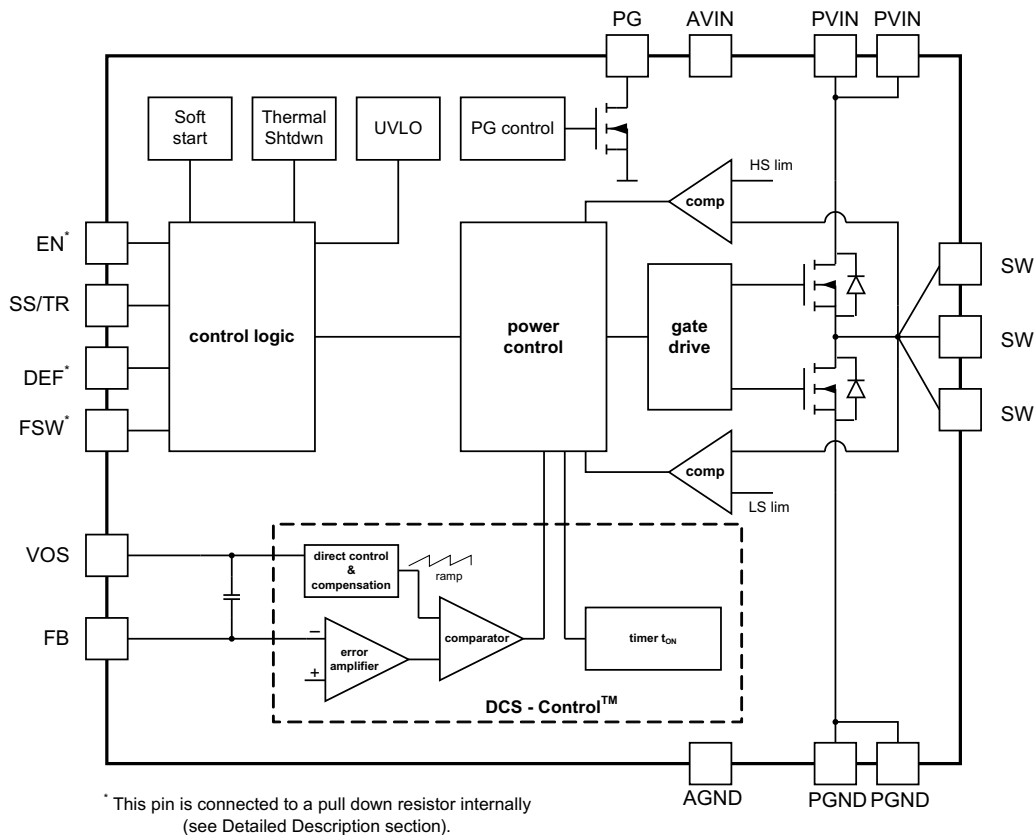 PG AVIN PVIN PVIN
Soft
start
Thermal
Shtdwn
UVLO
PG control
HS lim
comp
EN*
SS/TR
DEF*
FSW*
control logic
power
control
gate
drive
SW
SW
SW
comp
LS lim
VOS
FB
direct control
&
compensation
ramp
−
+
error
amplifier
comparator
timer tON
DCS - Control™
AGND PGND PGND
* This pin is connected to a pull down resistor internally
(see Detailed Description section).